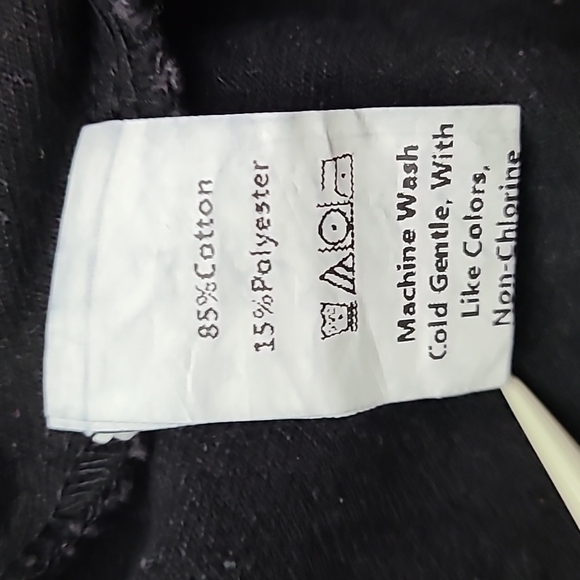 85%Cotton
15%Polyester
Machine Wash
Cold Gentle, With
Like Colors,
Non-Chlorine